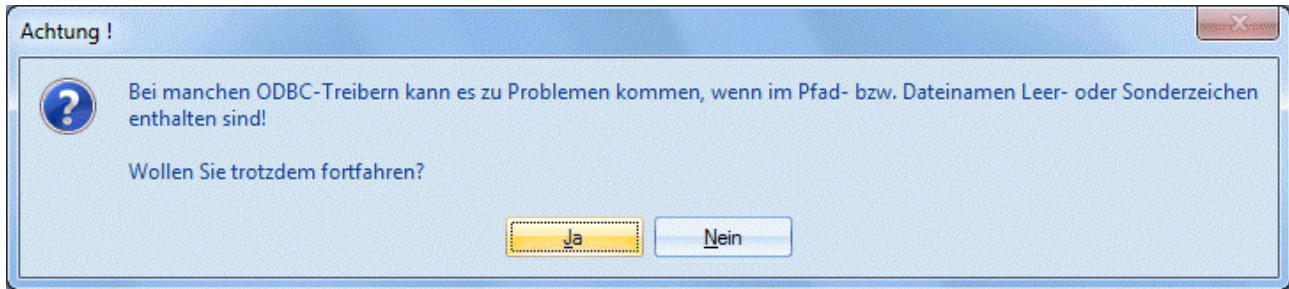 Achtung !
Bei manchen ODBC-Treibern kann es zu Problemen kommen, wenn im Pfad- bzw. Dateinamen Leer- oder Sonderzeichen
enthalten sind!
Wollen Sie trotzdem fortfahren?
Ja
Nein